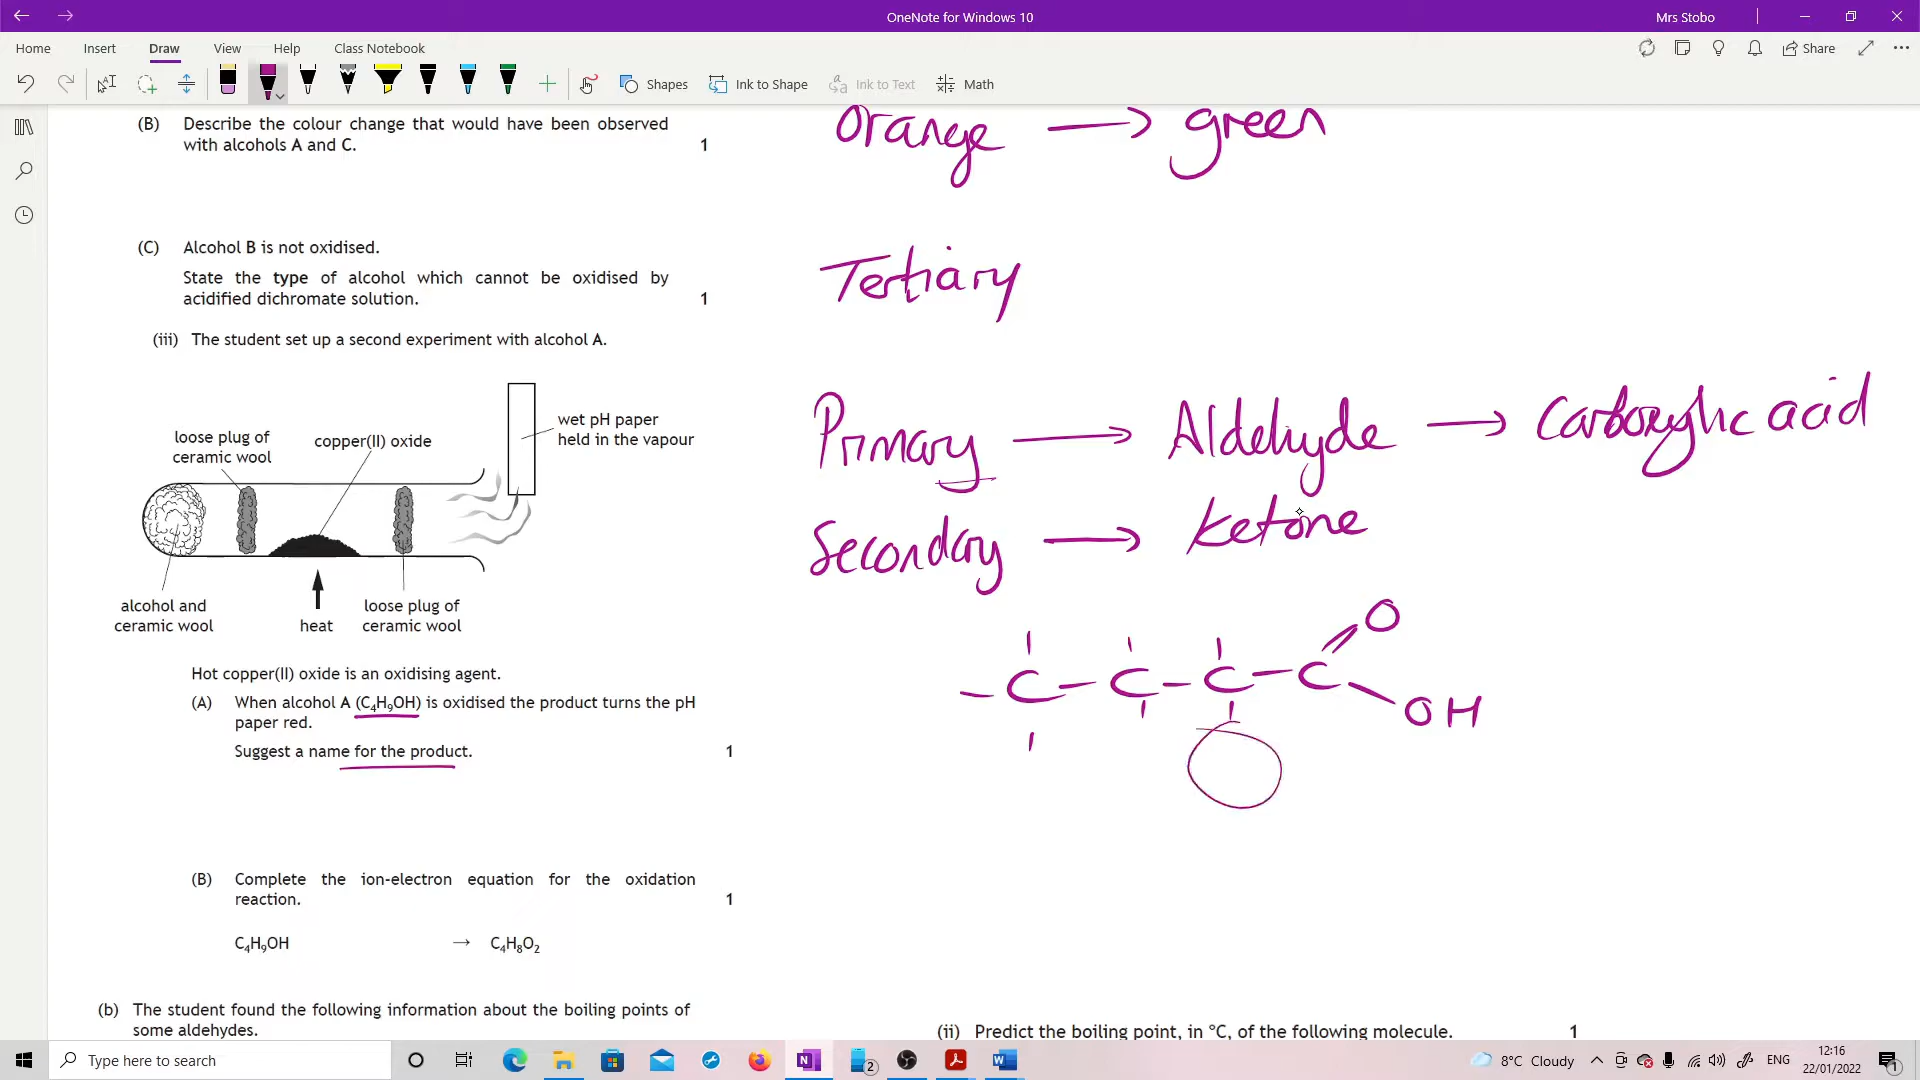 OneNote for Windows 10
Mrs Stobo
Home Insert Draw View Help Class Notebook
Share
Shapes
Ink to Shape
Ink to Text
Math
(B) Describe the colour change that would have been observed
with alcohols A and C. 1
Orange → green
(C) Alcohol B is not oxidised.
State the type of alcohol which cannot be oxidised by
acidified dichromate solution. 1
Tertiary
(iii) The student set up a second experiment with alcohol A.
wet pH paper
held in the vapour
loose plug of
ceramic wool
copper(II) oxide
alcohol and
ceramic wool
heat
loose plug of
ceramic wool
Primary → Aldehyde → Carboxylic acid
Secondary → Ketone
O
C - C - C - C
OH
Hot copper(II) oxide is an oxidising agent.
(A) When alcohol A (C₄H₉OH) is oxidised the product turns the pH
paper red.
Suggest a name for the product. 1
(B) Complete the ion-electron equation for the oxidation
reaction. 1
C₄H₉OH → C₄H₈O₂
(b) The student found the following information about the boiling points of
some aldehydes.
(ii) Predict the boiling point, in °C, of the following molecule. 1
Type here to search
2
8°C Cloudy
ENG
12:16
22/01/2022
1